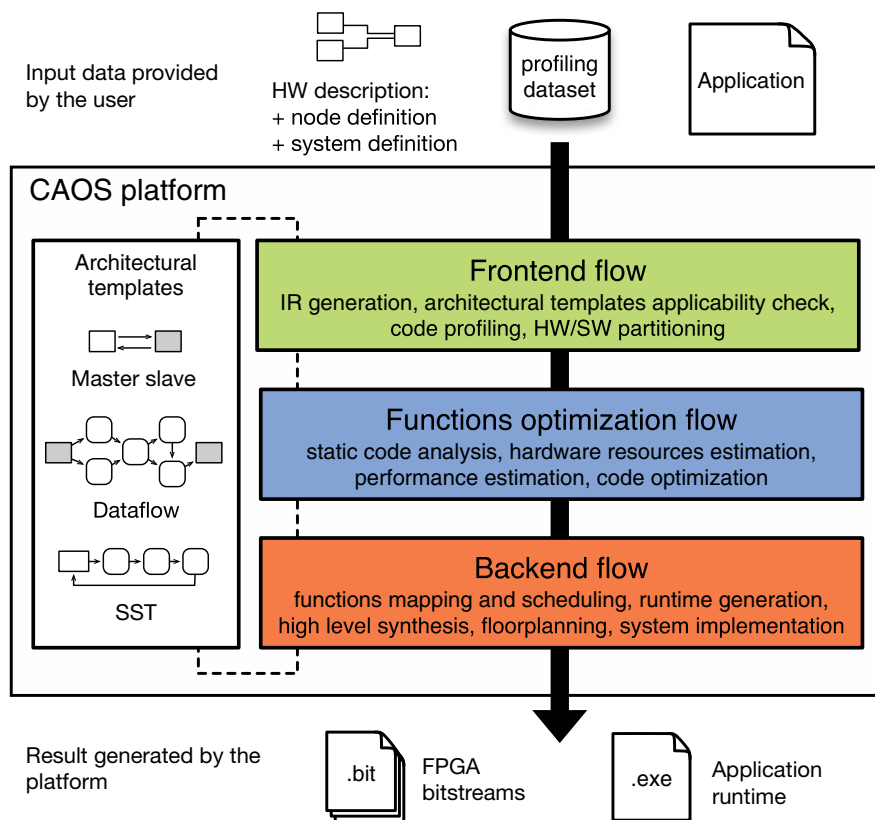 Input data provided
by the user
HW description:
+ node definition
+ system definition
profiling
dataset
Application
CAOS platform
Architectural
templates
Master slave
Dataflow
SST
Frontend flow
IR generation, architectural templates applicability check,
code profiling, HW/SW partitioning
Functions optimization flow
static code analysis, hardware resources estimation,
performance estimation, code optimization
Backend flow
functions mapping and scheduling, runtime generation,
high level synthesis, floorplanning, system implementation
Result generated by the
platform
.bit
FPGA
bitstreams
.exe
Application
runtime